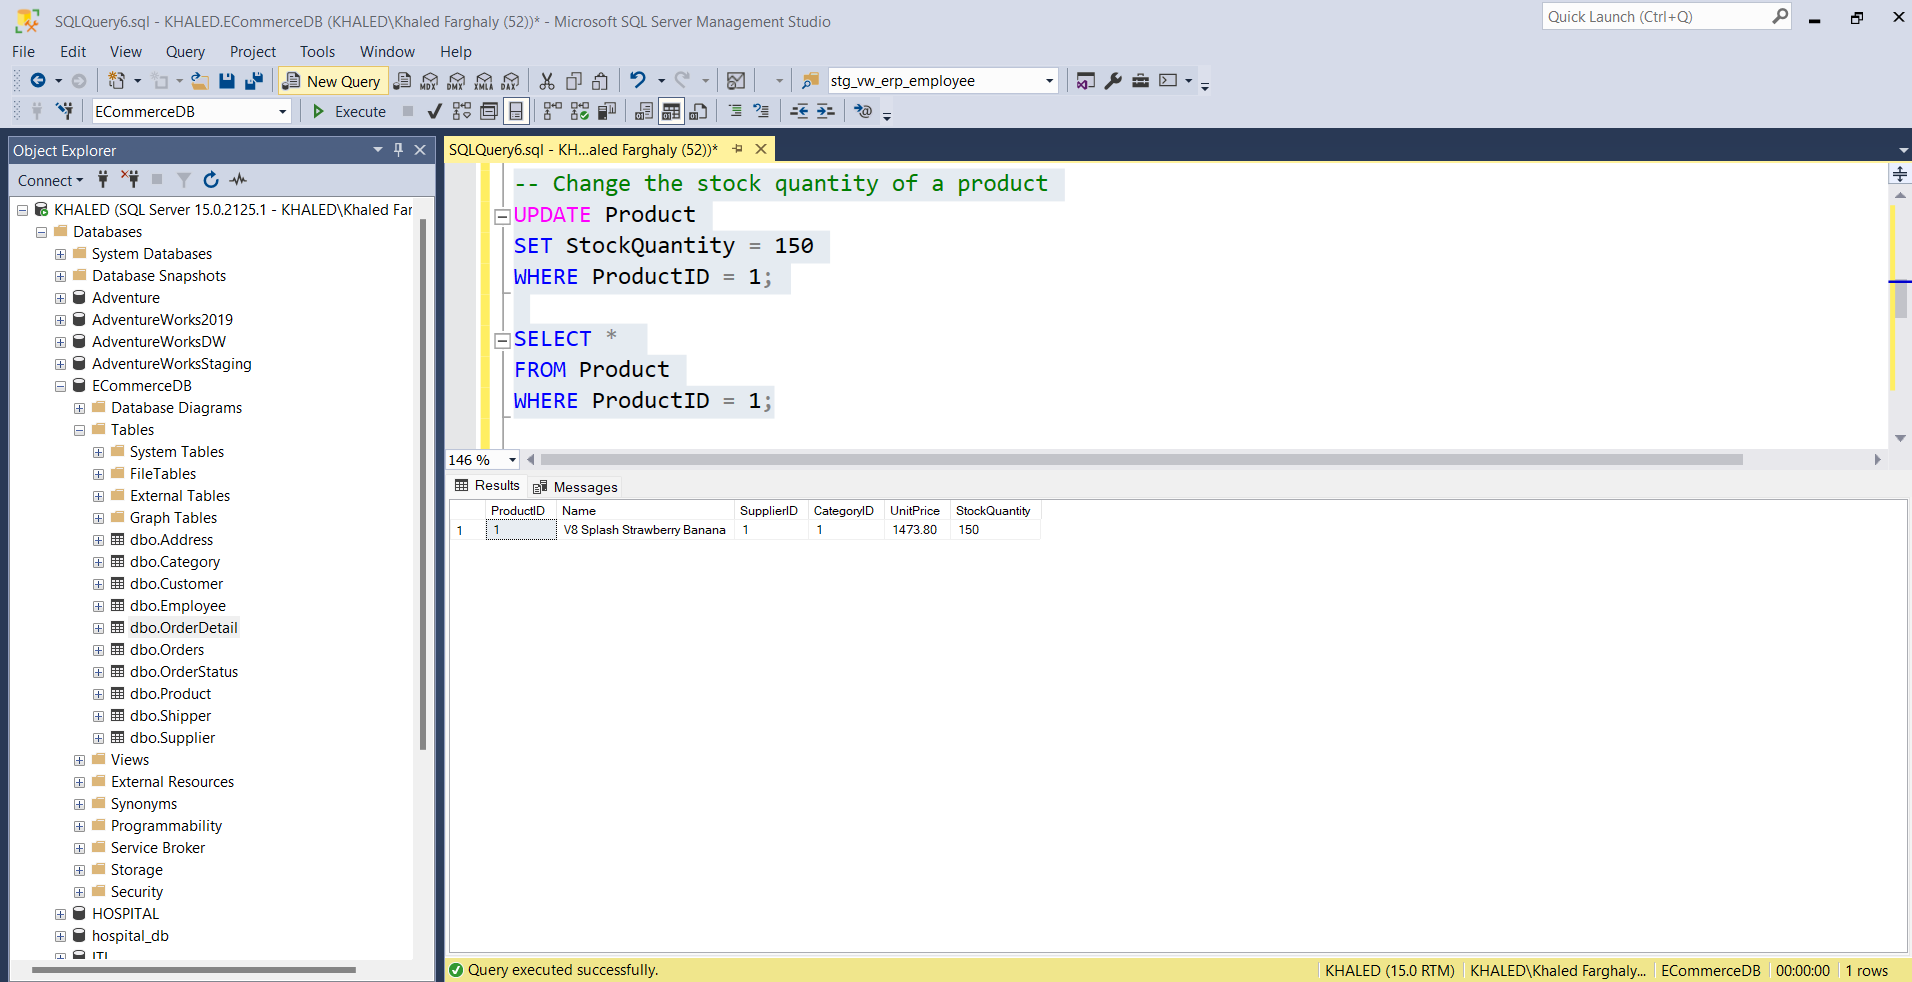 SQLQuery6.sql - KHALED.ECommerceDB (KHALED\Khaled Farghaly (52))* - Microsoft SQL Server Management Studio
Quick Launch (Ctrl+Q)
File Edit View Query Project Tools Window Help
New Query
MDX DMX XMLA DAX
stg_vw_erp_employee
ECommerceDB
Execute
Object Explorer
Connect
KHALED (SQL Server 15.0.2125.1 - KHALED\Khaled Far
Databases
System Databases
Database Snapshots
Adventure
AdventureWorks2019
AdventureWorksDW
AdventureWorksStaging
ECommerceDB
Database Diagrams
Tables
System Tables
FileTables
External Tables
Graph Tables
dbo.Address
dbo.Category
dbo.Customer
dbo.Employee
dbo.OrderDetail
dbo.Orders
dbo.OrderStatus
dbo.Product
dbo.Shipper
dbo.Supplier
Views
External Resources
Synonyms
Programmability
Service Broker
Storage
Security
HOSPITAL
hospital_db
ITI
SQLQuery6.sql - KH...aled Farghaly (52))*
-- Change the stock quantity of a product
UPDATE Product
SET StockQuantity = 150
WHERE ProductID = 1;
SELECT *
FROM Product
WHERE ProductID = 1;
146 %
Results Messages
ProductID Name SupplierID CategoryID UnitPrice StockQuantity
1 1 V8 Splash Strawberry Banana 1 1 1473.80 150
Query executed successfully.
KHALED (15.0 RTM) KHALED\Khaled Farghaly... ECommerceDB 00:00:00 1 rows